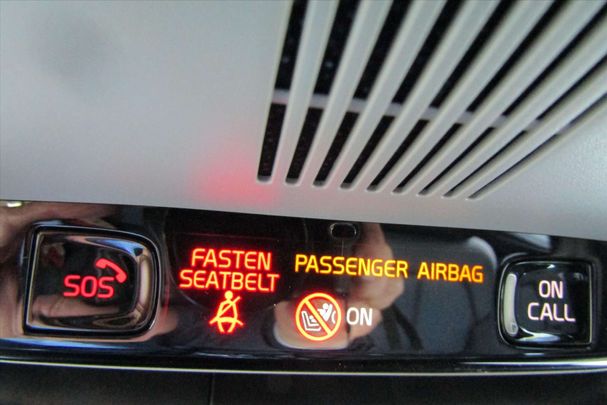 SOS
FASTEN
SEATBELT
PASSENGER AIRBAG
ON
ON
CALL